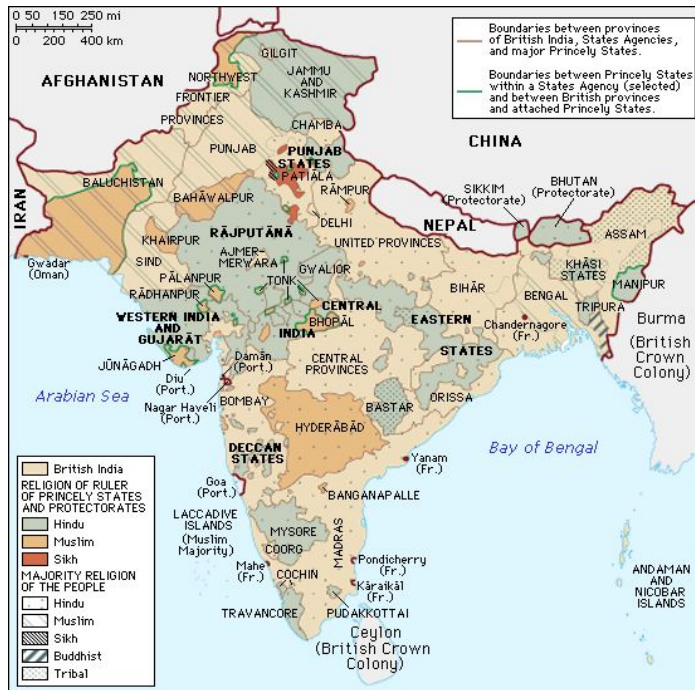 0 50 150 250 mi
0 200 400 km
Boundaries between provinces
of British India, States Agencies,
and major Princely States.
Boundaries between Princely States
within a States Agency (selected)
and between British provinces
and attached Princely States.
AFGHANISTAN
GILGIT
NORTHWEST
FRONTIER
PROVINCES
JAMMU
AND
KASHMIR
CHAMBA
CHINA
PUNJAB
PUNJAB
STATES
PATIALA
BALUCHISTAN
IRAN
BAHĀWALPUR
RĀMPUR
DELHI
NEPAL
SIKKIM
(Protectorate)
BHUTAN
(Protectorate)
ASSAM
Gwadar
(Oman)
KHAIRPUR
SIND
RĀJPUTĀNĀ
AJMER-
MERWARA
TONK
GWALIOR
UNITED PROVINCES
BIHĀR
BENGAL
KHĀSI
STATES
MANIPUR
TRIPURA
PĀLANPUR
RĀDHANPUR
WESTERN INDIA
AND
GUJARĀT
CENTRAL
INDIA
BHOPĀL
EASTERN
STATES
Chandernagore
(Fr.)
Burma
(British
Crown
Colony)
JŪNĀGADH
Diu
(Port.)
Damān
(Port.)
Nagar Haveli
(Port.)
Arabian Sea
BOMBAY
CENTRAL
PROVINCES
BASTAR
ORISSA
HYDERĀBĀD
DECCAN
STATES
Yanam
(Fr.)
Bay of Bengal
Goa
(Port.)
BANGANAPALLE
LACCADIVE
ISLANDS
(Muslim
Majority)
MYSORE
COORG
MADRAS
Mahe
(Fr.)
Pondicherry
(Fr.)
Kāraikāl
(Fr.)
COCHIN
TRAVANCORE
PUDAKKOTTAI
Ceylon
(British Crown
Colony)
ANDAMAN
AND
NICOBAR
ISLANDS
British India
RELIGION OF RULER
OF PRINCELY STATES
AND PROTECTORATES
Hindu
Muslim
Sikh
MAJORITY RELIGION
OF THE PEOPLE
Hindu
Muslim
Sikh
Buddhist
Tribal